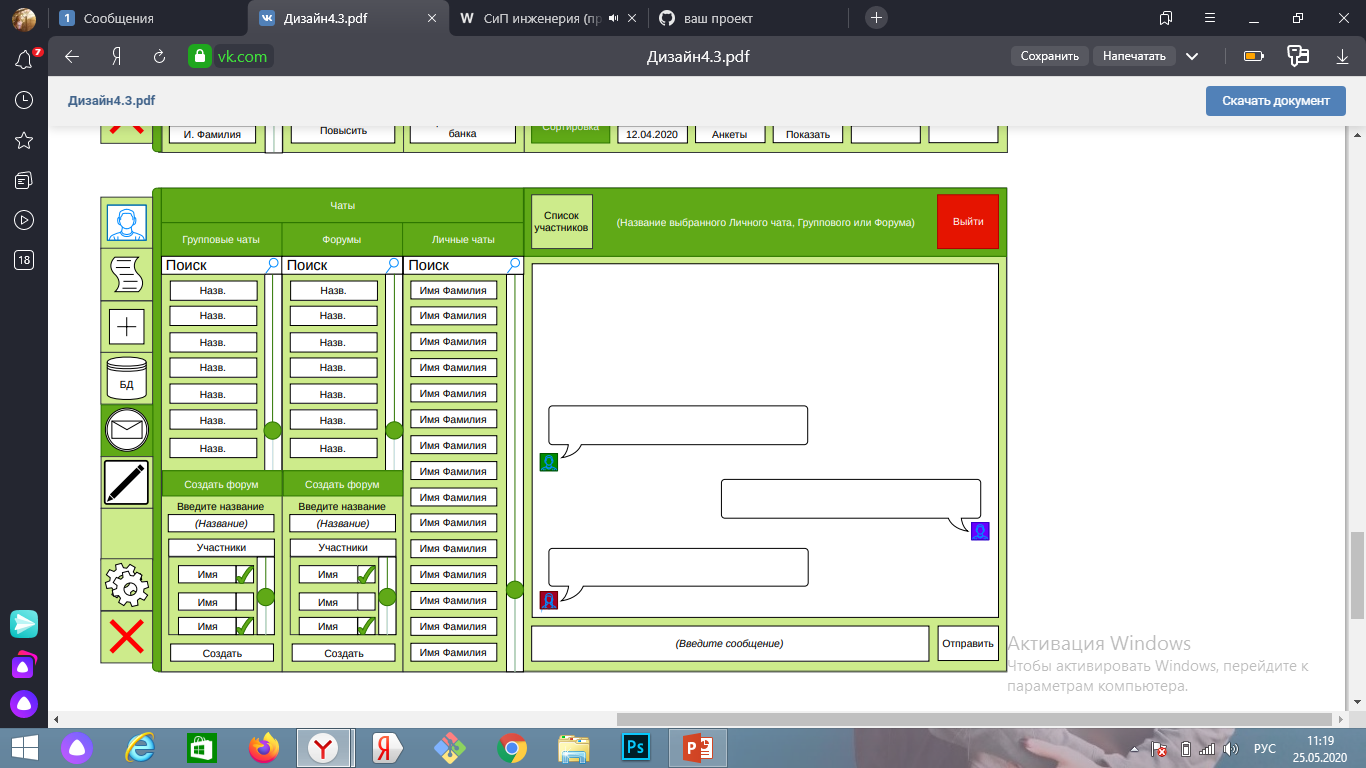 1 Сообщения
Дизайн4.3.pdf
W СиП инженерия (пр
ваш проект
7
Я
vk.com
Дизайн4.3.pdf
Сохранить
Напечатать
Дизайн4.3.pdf
Скачать документ
И. Фамилия
Повысить
банка
Сортировка
12.04.2020
Анкеты
Показать
Чаты
Групповые чаты
Форумы
Личные чаты
Список
участников
(Название выбранного Личного чата, Группового или Форума)
Выйти
Поиск
Поиск
Поиск
Назв.
Назв.
Имя Фамилия
Назв.
Назв.
Имя Фамилия
Назв.
Назв.
Имя Фамилия
Назв.
Назв.
Имя Фамилия
БД
Назв.
Назв.
Имя Фамилия
Назв.
Назв.
Имя Фамилия
Назв.
Назв.
Имя Фамилия
Имя Фамилия
Создать форум
Создать форум
Имя Фамилия
Введите название
Введите название
(Название)
(Название)
Имя Фамилия
Участники
Участники
Имя Фамилия
Имя
Имя
Имя Фамилия
Имя
Имя
Имя Фамилия
Имя
Имя
Имя Фамилия
Создать
Создать
Имя Фамилия
(Введите сообщение)
Отправить
18
Активация Windows
Чтобы активировать Windows, перейдите к
параметрам компьютера.
Ps
РУС
11:19
25.05.2020